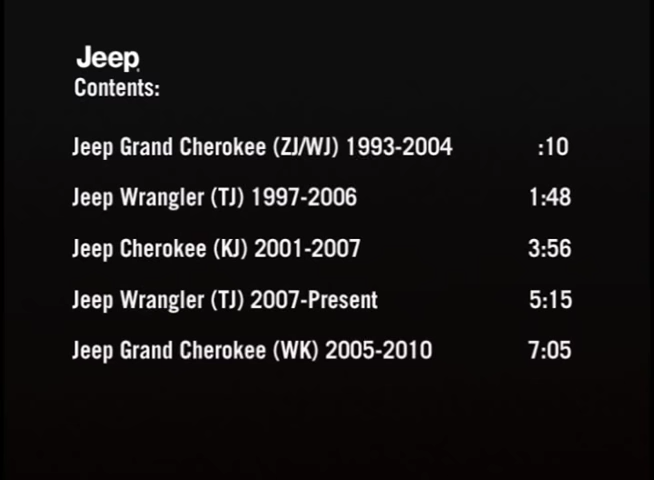 Jeep
Contents:
Jeep Grand Cherokee (ZJ/WJ) 1993-2004 :10
Jeep Wrangler (TJ) 1997-2006 1:48
Jeep Cherokee (KJ) 2001-2007 3:56
Jeep Wrangler (TJ) 2007-Present 5:15
Jeep Grand Cherokee (WK) 2005-2010 7:05